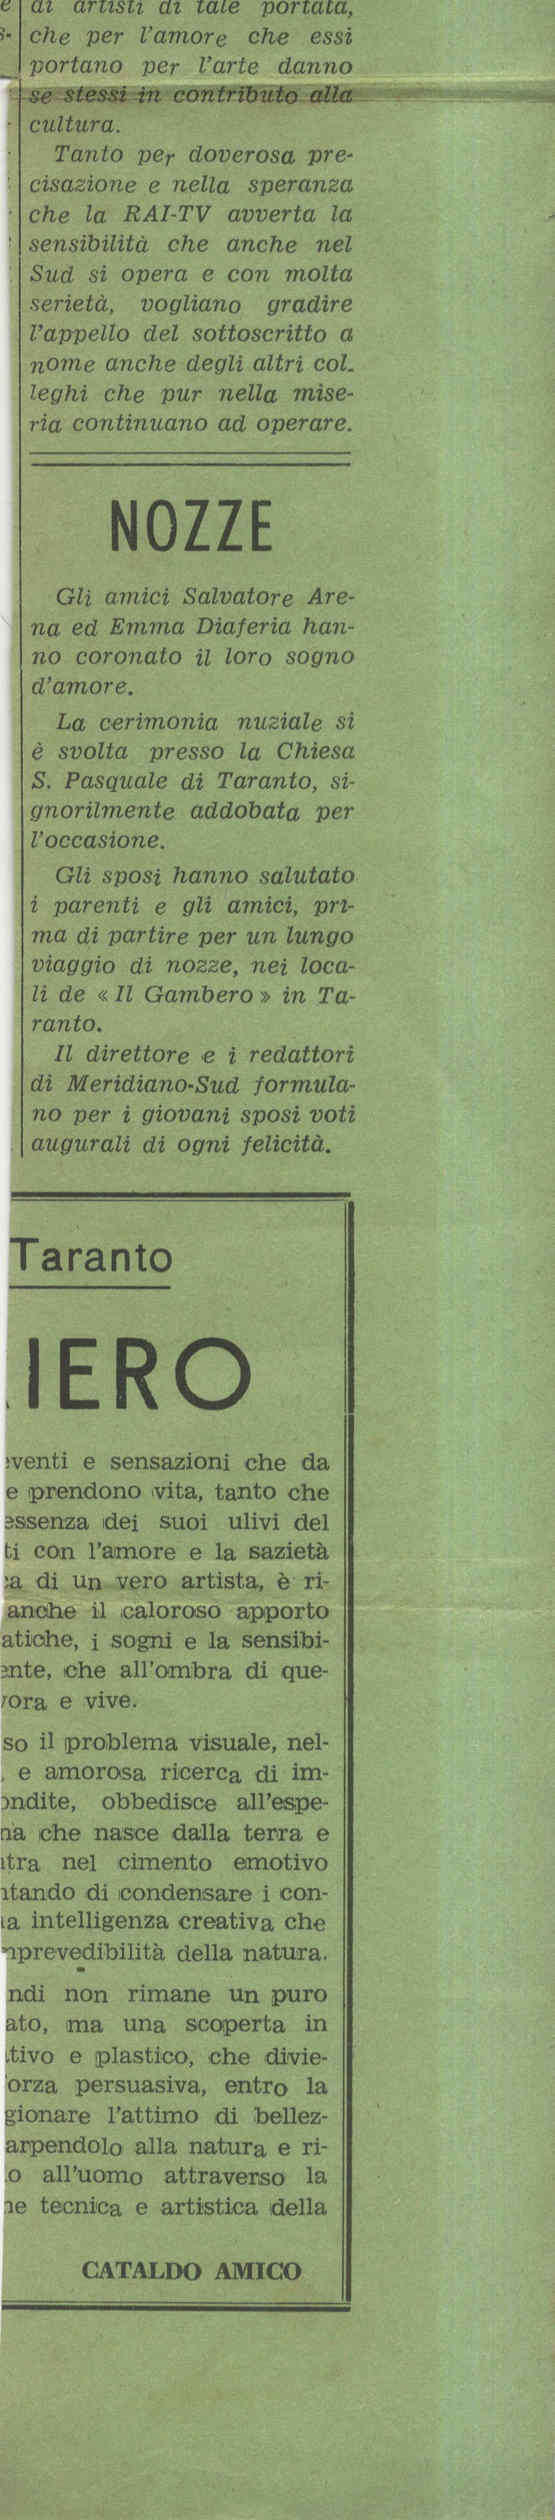 di artisti di tale portata,
che per l'amore che essi
portano per l'arte danno
se stessi in contributo alla
cultura.
Tanto per doverosa pre-
cisazione e nella speranza
che la RAI-TV avverta la
sensibilità che anche nel
Sud si opera e con molta
serietà, vogliano gradire
l'appello del sottoscritto a
nome anche degli altri col-
leghi che pur nella mise-
ria continuano ad operare.
NOZZE
Gli amici Salvatore Are-
na ed Emma Diaferia han-
no coronato il loro sogno
d'amore.
La cerimonia nuziale si
è svolta presso la Chiesa
S. Pasquale di Taranto, si-
gnorilmente addobata per
l'occasione.
Gli sposi hanno salutato
i parenti e gli amici, pri-
ma di partire per un lungo
viaggio di nozze, nei loca-
li de « Il Gambero » in Ta-
ranto.
Il direttore e i redattori
di Meridiano-Sud formula-
no per i giovani sposi voti
augurali di ogni felicità.
Taranto
IERO
venti e sensazioni che da
e prendono vita, tanto che
essenza dei suoi ulivi del
ti con l'amore e la sazietà
a di un vero artista, è ri-
anche il caloroso apporto
atiche, i sogni e la sensibi-
ente, che all'ombra di que-
vora e vive.
so il problema visuale, nel-
e amorosa ricerca di im-
ondite, obbedisce all'espe-
na che nasce dalla terra e
tra nel cimento emotivo
ntando di condensare i con-
a intelligenza creativa che
mprevedibilità della natura.
ndi non rimane un puro
ato, ma una scoperta in
tivo e plastico, che divie-
orza persuasiva, entro la
gionare l'attimo di bellez-
arpendolo alla natura e ri-
o all'uomo attraverso la
ne tecnica e artistica della
CATALDO AMICO